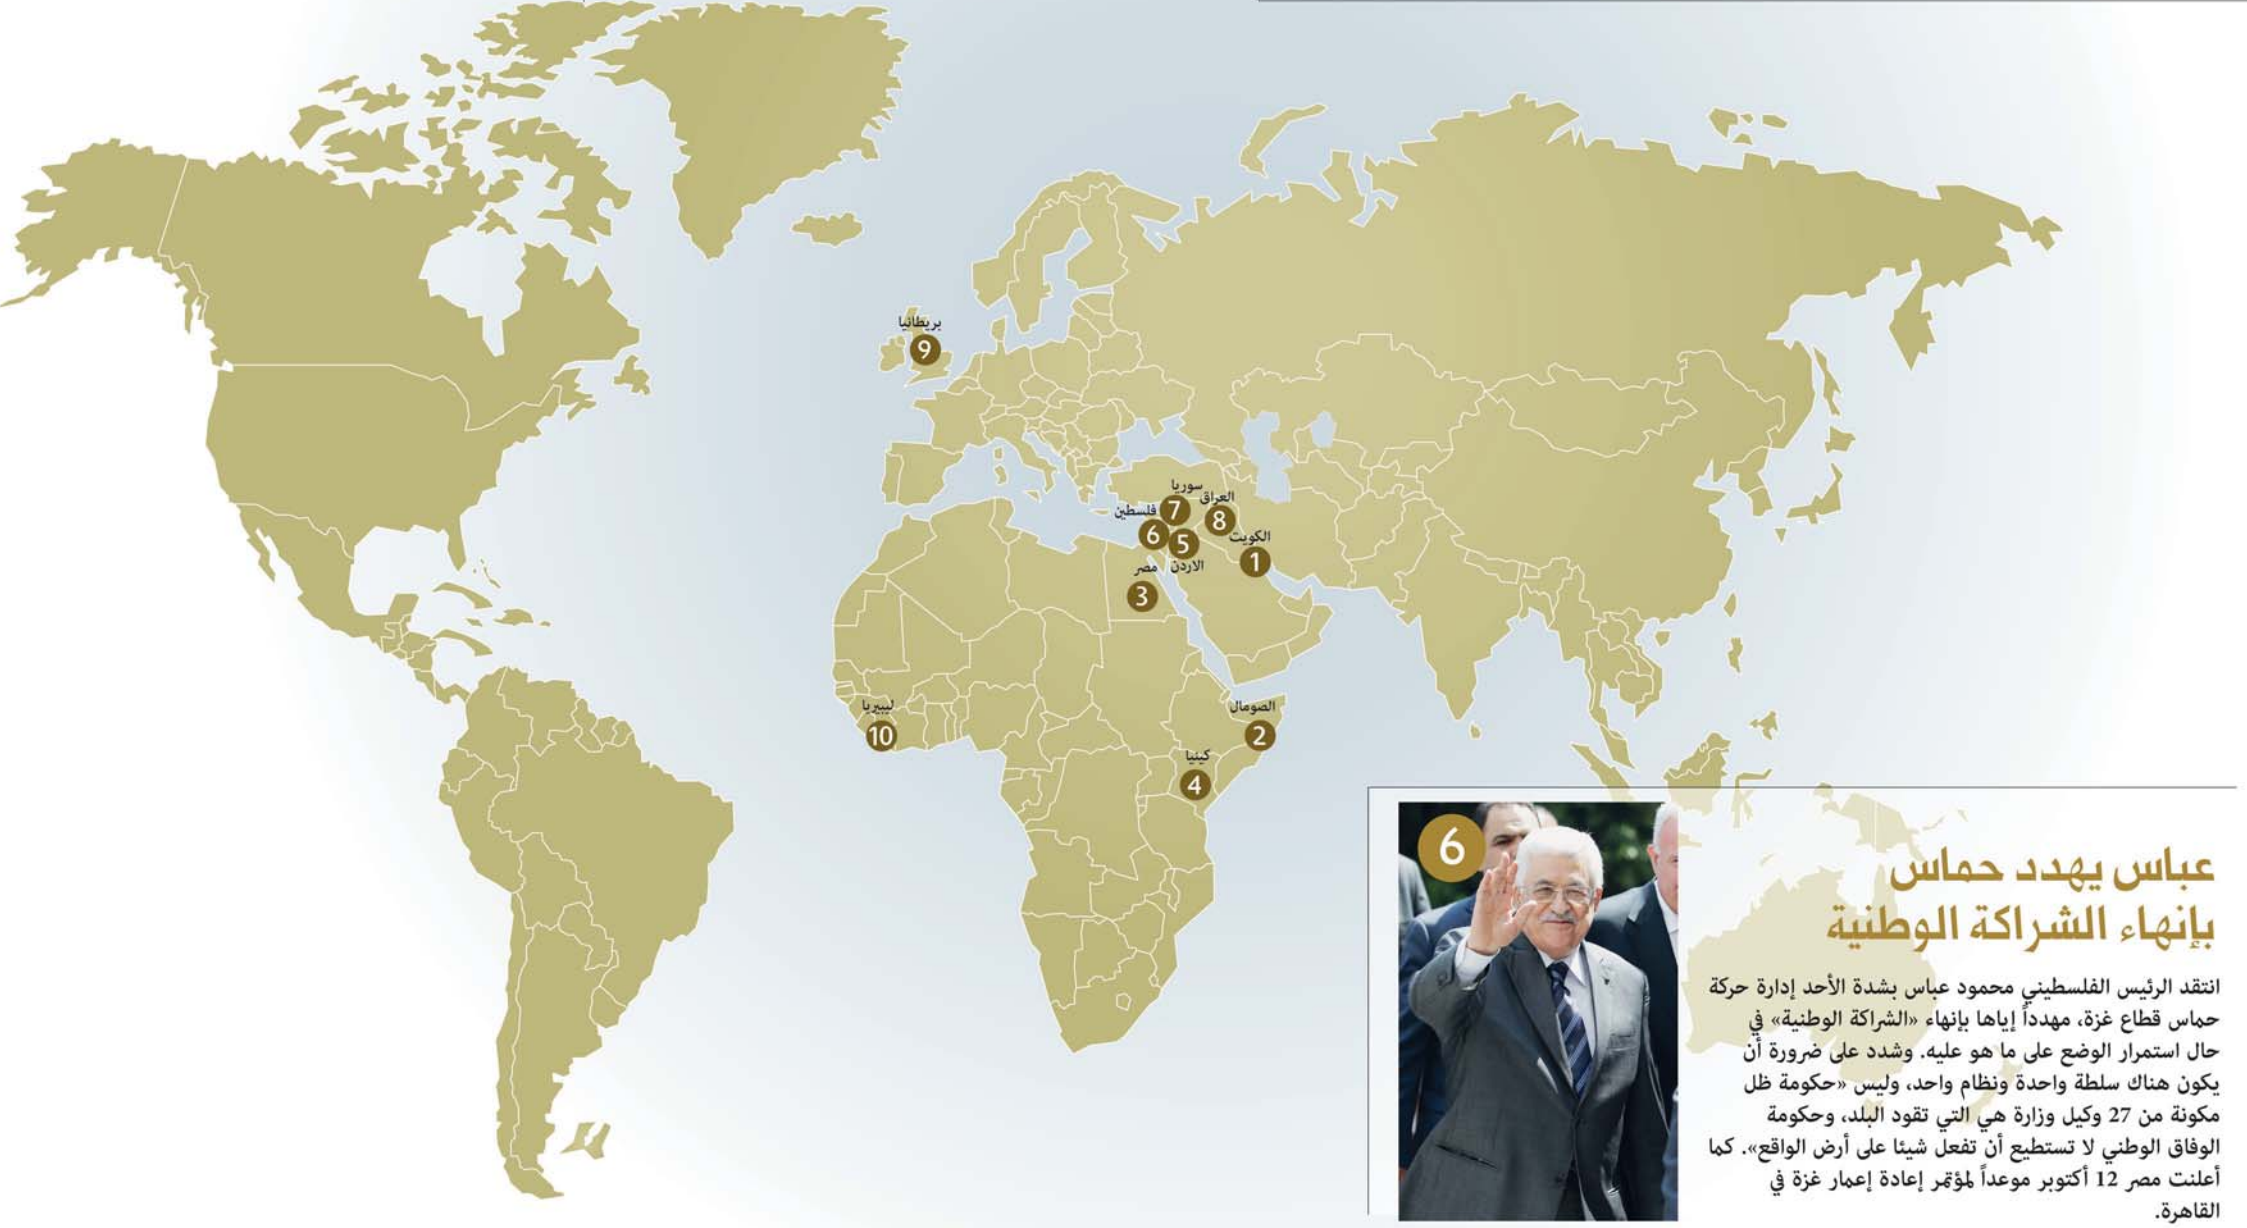 بريطانيا
9
سوريا
7
العراق
8
فلسطين
6
5
الاردن
الكويت
1
مصر
3
ليبيريا
10
الصومال
2
كينيا
4
6
عباس يهدد حماس
بإنهاء الشراكة الوطنية
انتقد الرئيس الفلسطيني محمود عباس بشدة الأحد إدارة حركة
حماس قطاع غزة، مهدداً إياها بإنهاء «الشراكة الوطنية» في
حال استمرار الوضع على ما هو عليه. وشدد على ضرورة أن
يكون هناك سلطة واحدة ونظام واحد، وليس «حكومة ظل
مكونة من 27 وكيل وزارة هي التي تقود البلد، وحكومة
الوفاق الوطني لا تستطيع أن تفعل شيئا على أرض الواقع». كما
أعلنت مصر 12 أكتوبر موعداً لمؤتمر إعادة إعمار غزة في
القاهرة.